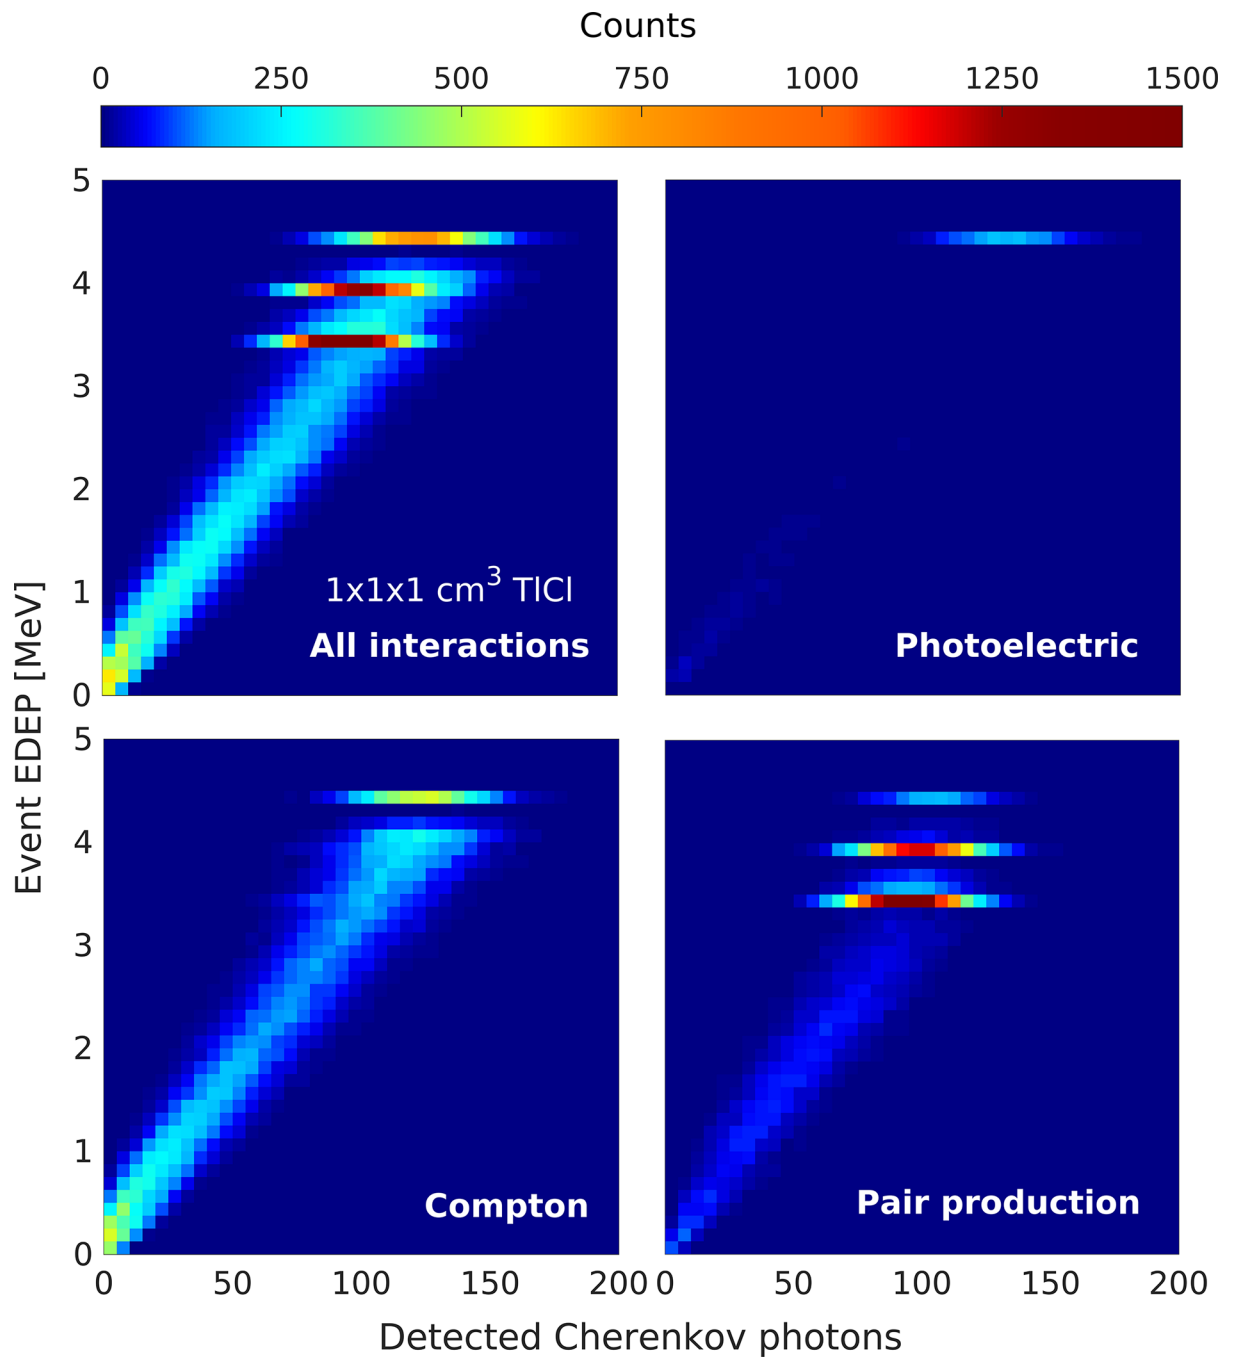 Counts
0 250 500 750 1000 1250 1500
5
4
3
2
1
0
Event EDEP [MeV]
1x1x1 cm³ TlCl
All interactions
Photoelectric
5
4
3
2
1
0
Compton
Pair production
0 50 100 150 200 0 50 100 150 200
Detected Cherenkov photons